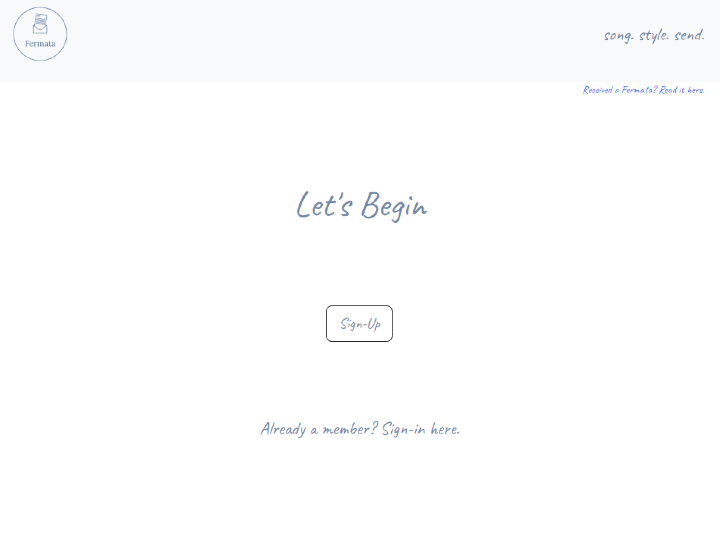 Fermata
song. style. send.
Received a Fermata? Read it here.
Let's Begin
Sign-Up
Already a member? Sign-in here.